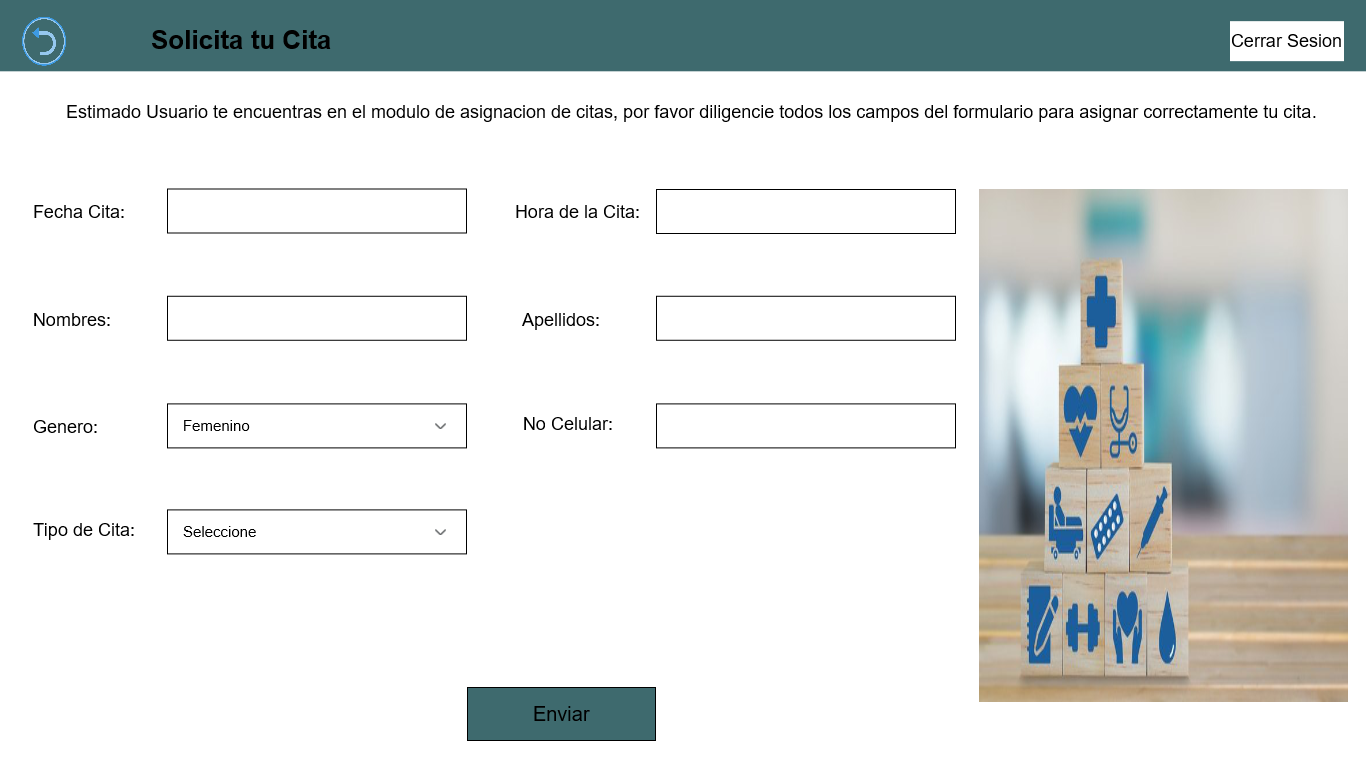 Solicita tu Cita
Cerrar Sesion
Estimado Usuario te encuentras en el modulo de asignacion de citas, por favor diligencie todos los campos del formulario para asignar correctamente tu cita.
Fecha Cita:
Hora de la Cita:
Nombres:
Apellidos:
Genero:
Femenino
No Celular:
Tipo de Cita:
Seleccione
Enviar